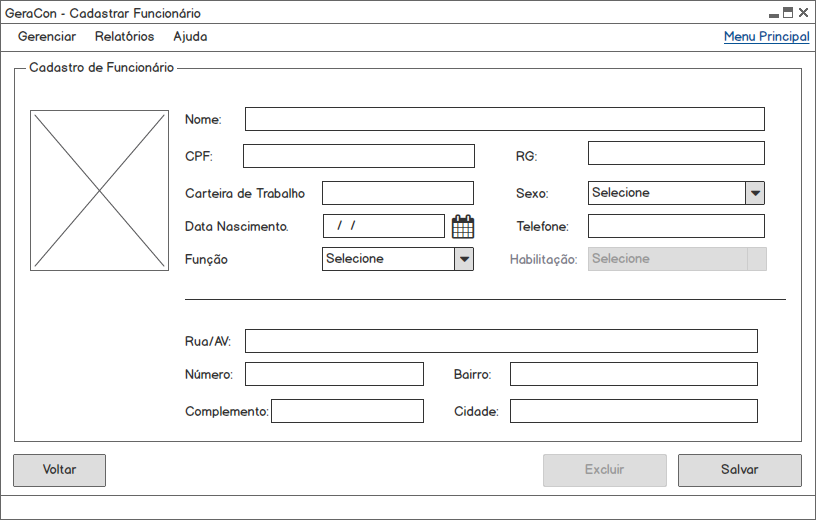 GeraCon - Cadastrar Funcionário
Gerenciar Relatórios Ajuda Menu Principal
Cadastro de Funcionário
Nome:
CPF: RG:
Carteira de Trabalho Sexo: Selecione
Data Nascimento. / / Telefone:
Função Selecione Habilitação: Selecione
Rua/AV:
Número: Bairro:
Complemento: Cidade:
Voltar Excluir Salvar